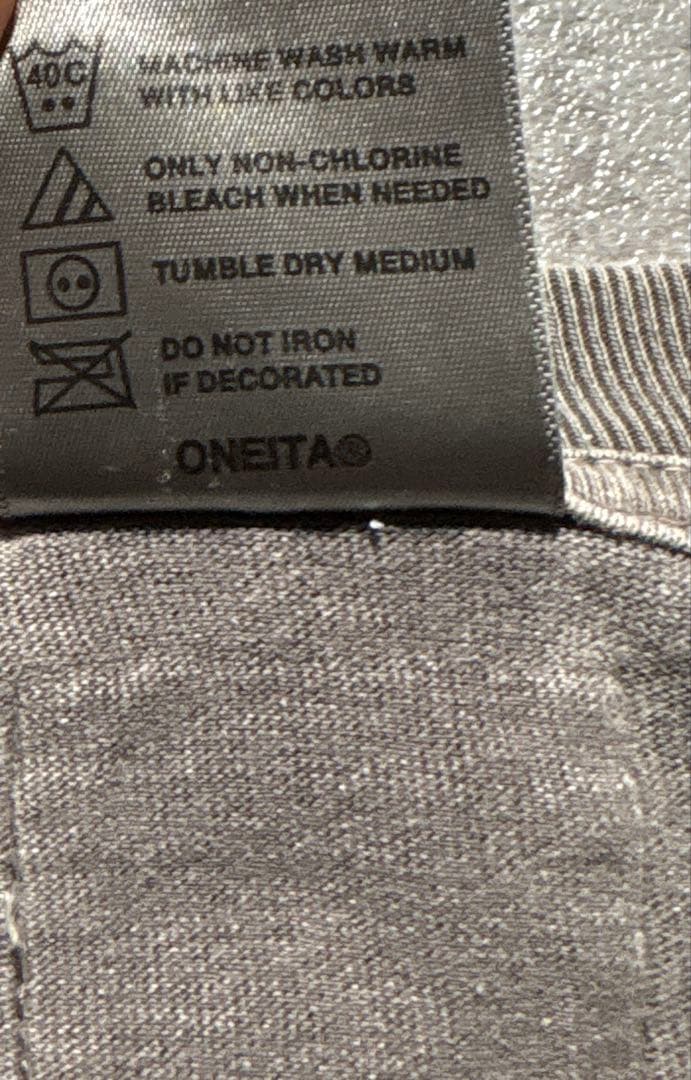 40C
MACHINE WASH WARM
WITH LIKE COLORS
ONLY NON-CHLORINE
BLEACH WHEN NEEDED
TUMBLE DRY MEDIUM
DO NOT IRON
IF DECORATED
ONEITA®